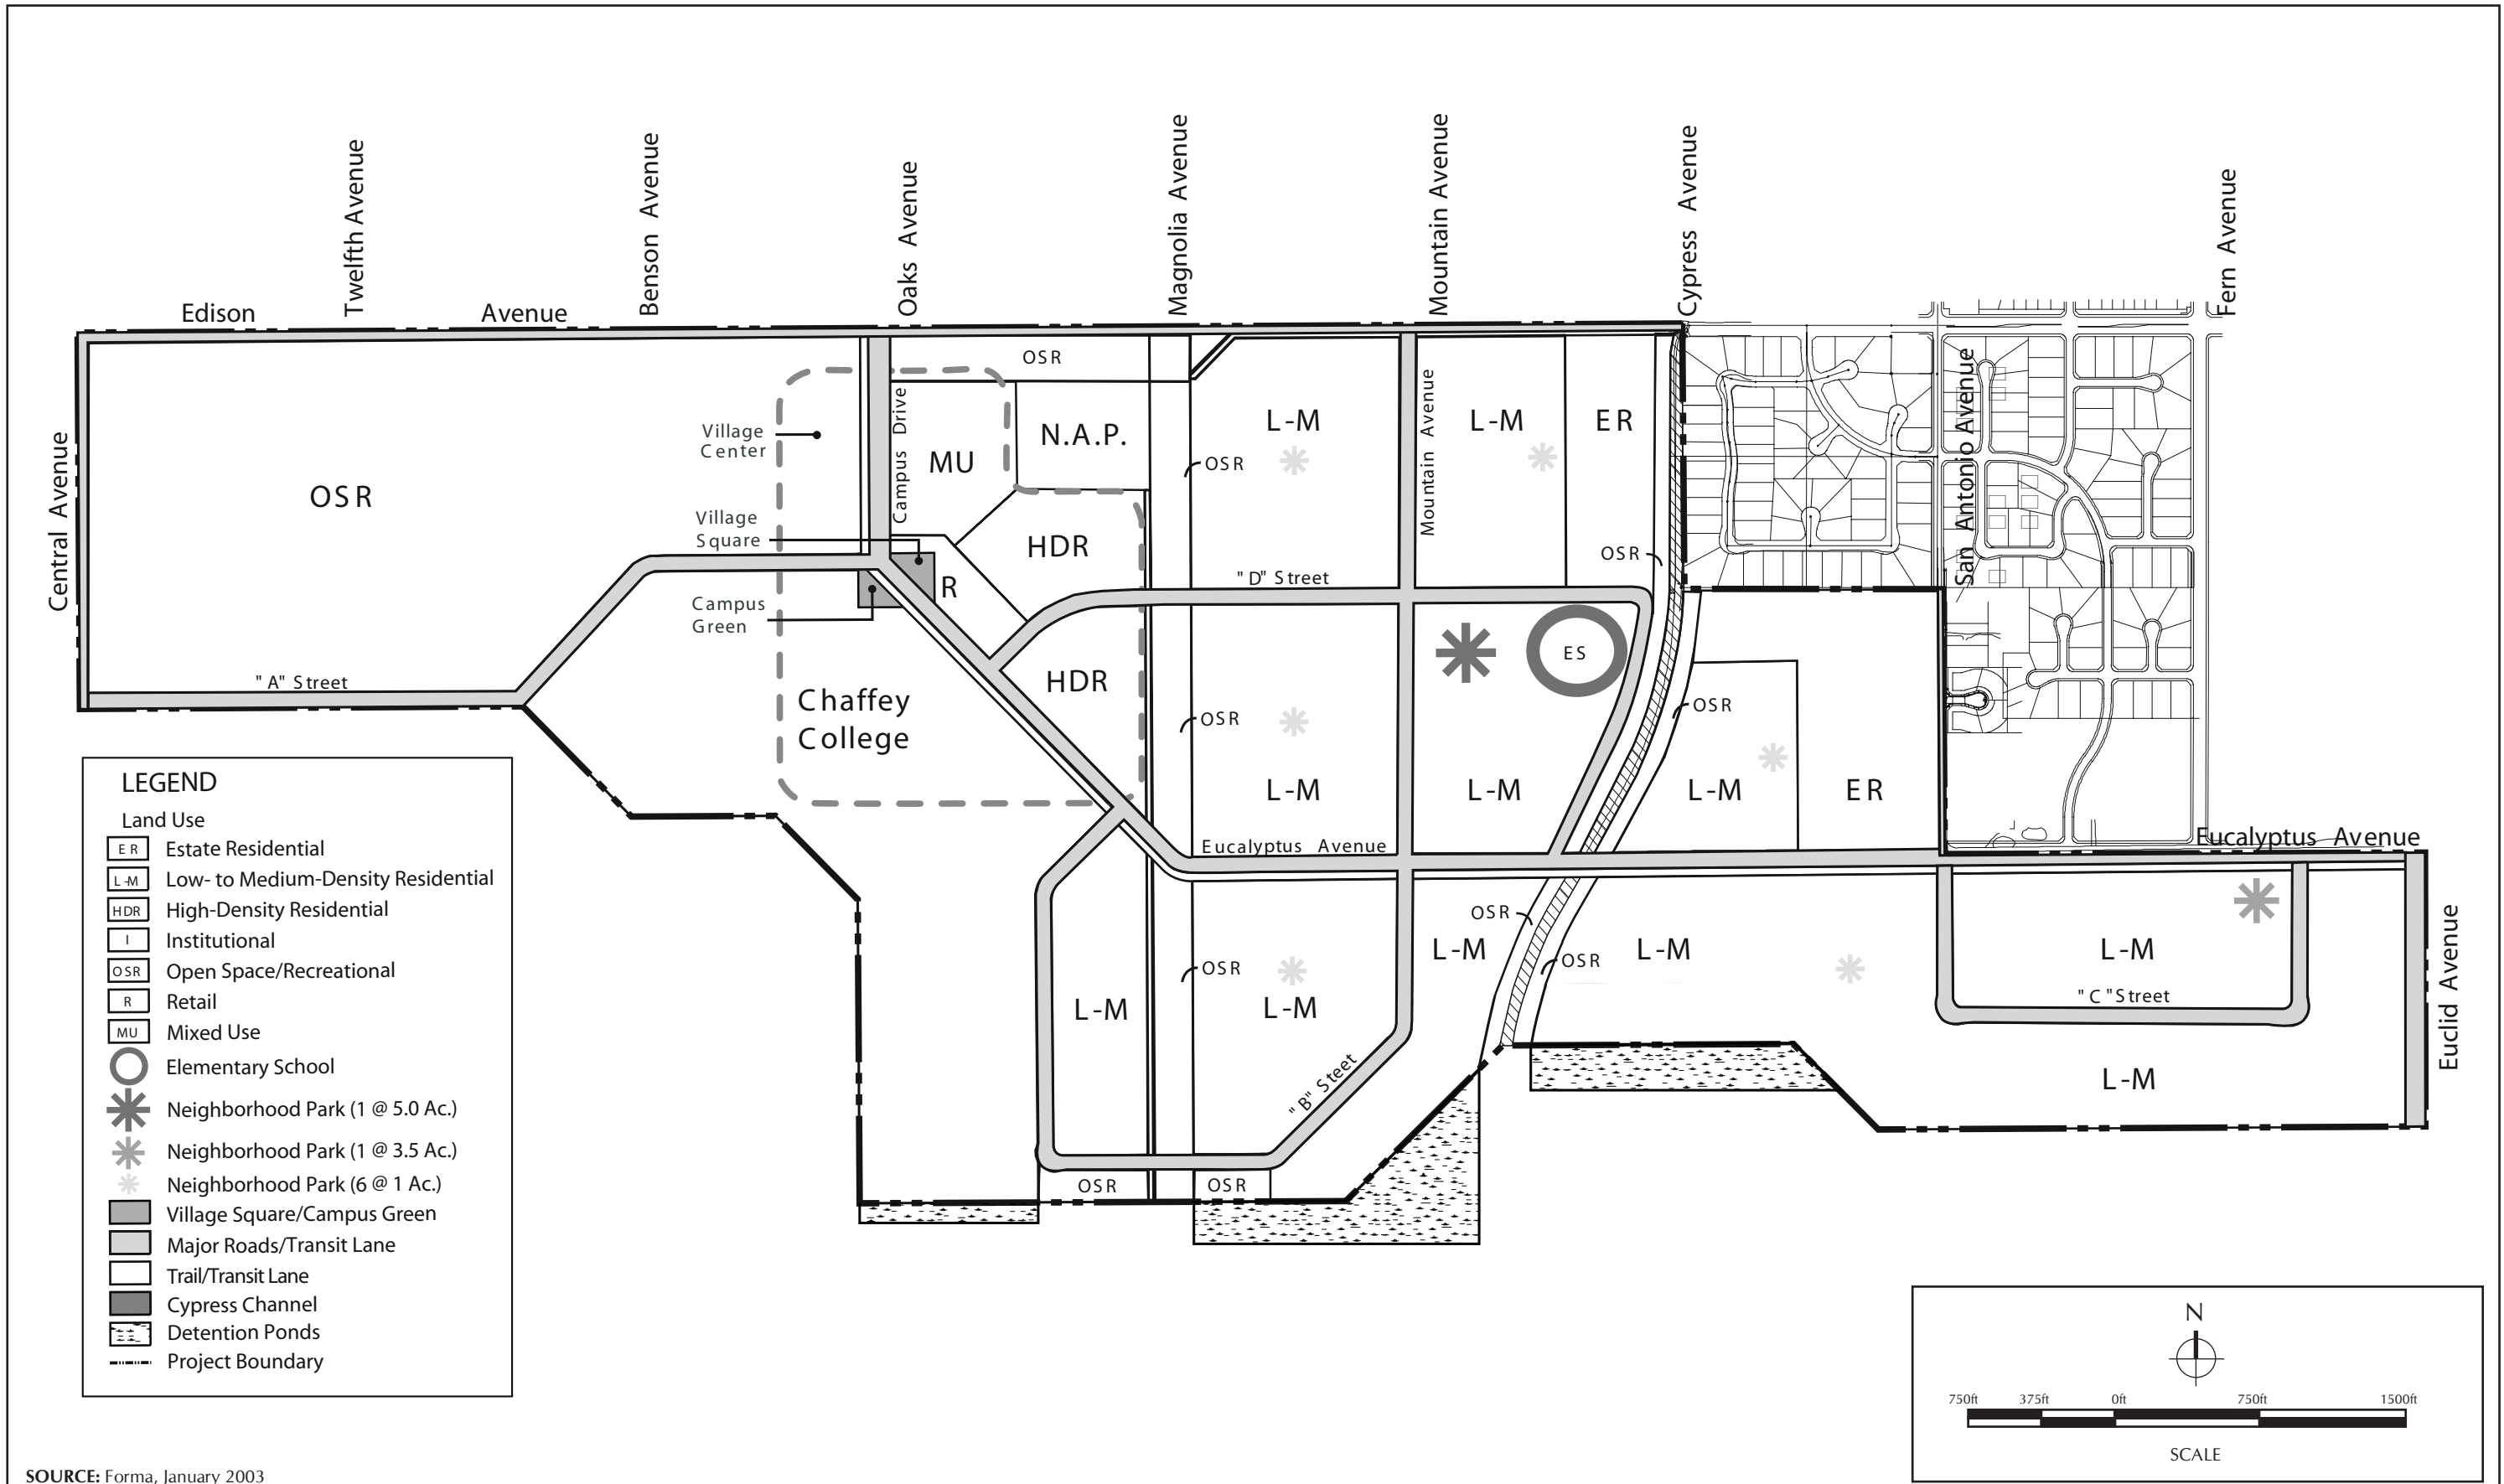 Twelfth Avenue
Benson Avenue
Oaks Avenue
Magnolia Avenue
Mountain Avenue
Cypress Avenue
Fern Avenue
Edison Avenue
Central Avenue
San Antonio Avenue
OSR
OSR
Village
Center
Campus Drive
MU
N.A.P.
OSR
L-M
Mountain Avenue
L-M
ER
OSR
Village
Square
HDR
R
"D" Street
Campus
Green
ES
"A" Street
Chaffey
College
HDR
OSR
L-M
L-M
OSR
L-M
ER
Eucalyptus Avenue
Eucalyptus Avenue
OSR
L-M
OSR
L-M
L-M
OSR
L-M
L-M
"C" Street
"B" Steet
L-M
Euclid Avenue
OSR
OSR
LEGEND
Land Use
ER Estate Residential
L-M Low- to Medium-Density Residential
HDR High-Density Residential
I Institutional
OSR Open Space/Recreational
R Retail
MU Mixed Use
Elementary School
Neighborhood Park (1 @ 5.0 Ac.)
Neighborhood Park (1 @ 3.5 Ac.)
Neighborhood Park (6 @ 1 Ac.)
Village Square/Campus Green
Major Roads/Transit Lane
Trail/Transit Lane
Cypress Channel
Detention Ponds
Project Boundary
N
750ft 375ft 0ft 750ft 1500ft
SCALE
SOURCE: Forma, January 2003